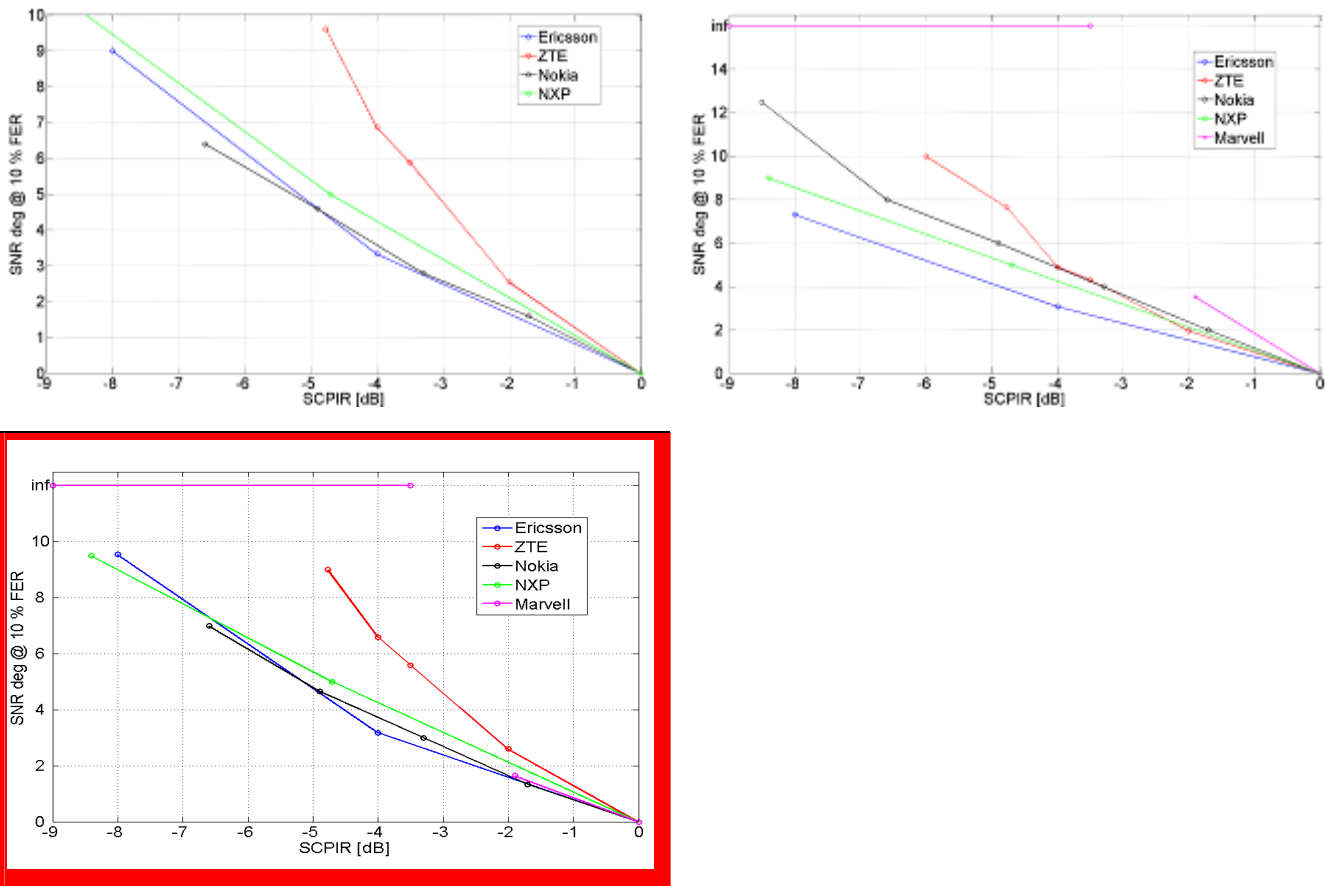 10
9
8
7
6
5
4
3
2
1
0
SNR deg @ 10 % FER
-9 -8 -7 -6 -5 -4 -3 -2 -1 0
SCPIR [dB]
Ericsson
ZTE
Nokia
NXP
inf
14
12
10
8
6
4
2
0
SNR deg @ 10 % FER
-9 -8 -7 -6 -5 -4 -3 -2 -1 0
SCPIR [dB]
Ericsson
ZTE
Nokia
NXP
Marvell
inf
10
8
6
4
2
0
SNR deg @ 10 % FER
-9 -8 -7 -6 -5 -4 -3 -2 -1 0
SCPIR [dB]
Ericsson
ZTE
Nokia
NXP
Marvell